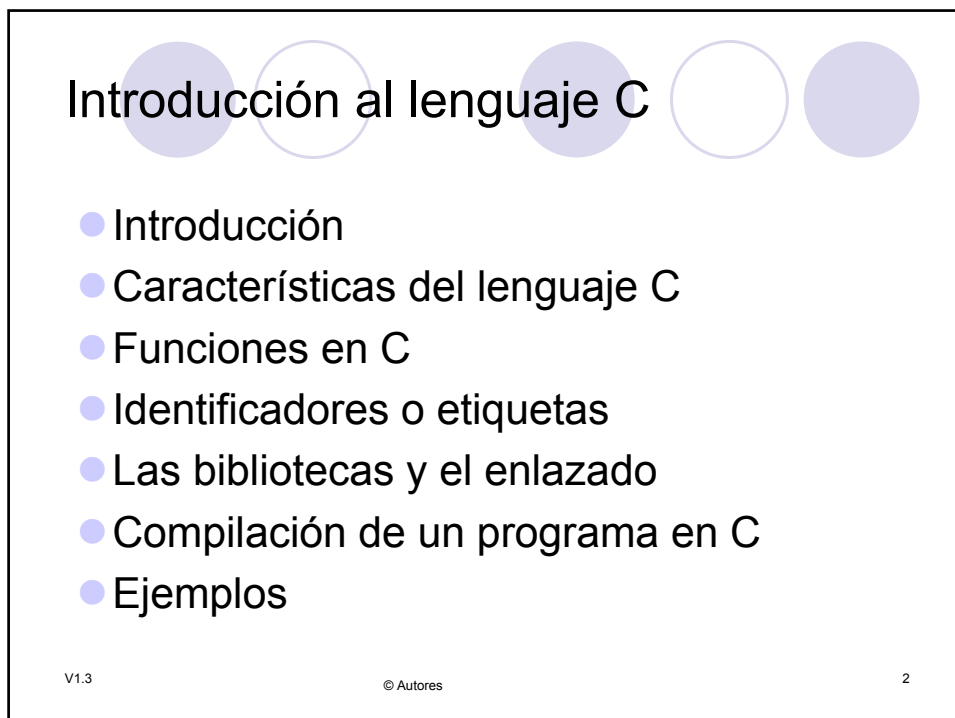 Introducción al lenguaje C
Introducción
Características del lenguaje C
Funciones en C
Identificadores o etiquetas
Las bibliotecas y el enlazado
Compilación de un programa en C
Ejemplos
V1.3
© Autores
2